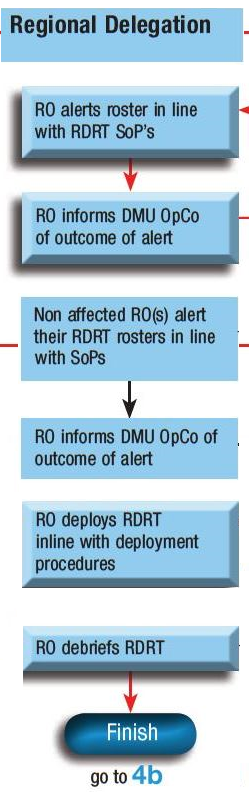 Regional Delegation
RO alerts roster in line
with RDRT SoP's
RO informs DMU OpCo
of outcome of alert
Non affected RO(s) alert
their RDRT rosters in line
with SoPs
RO informs DMU OpCo of
outcome of alert
RO deploys RDRT
inline with deployment
procedures
RO debriefs RDRT
Finish
go to 4b